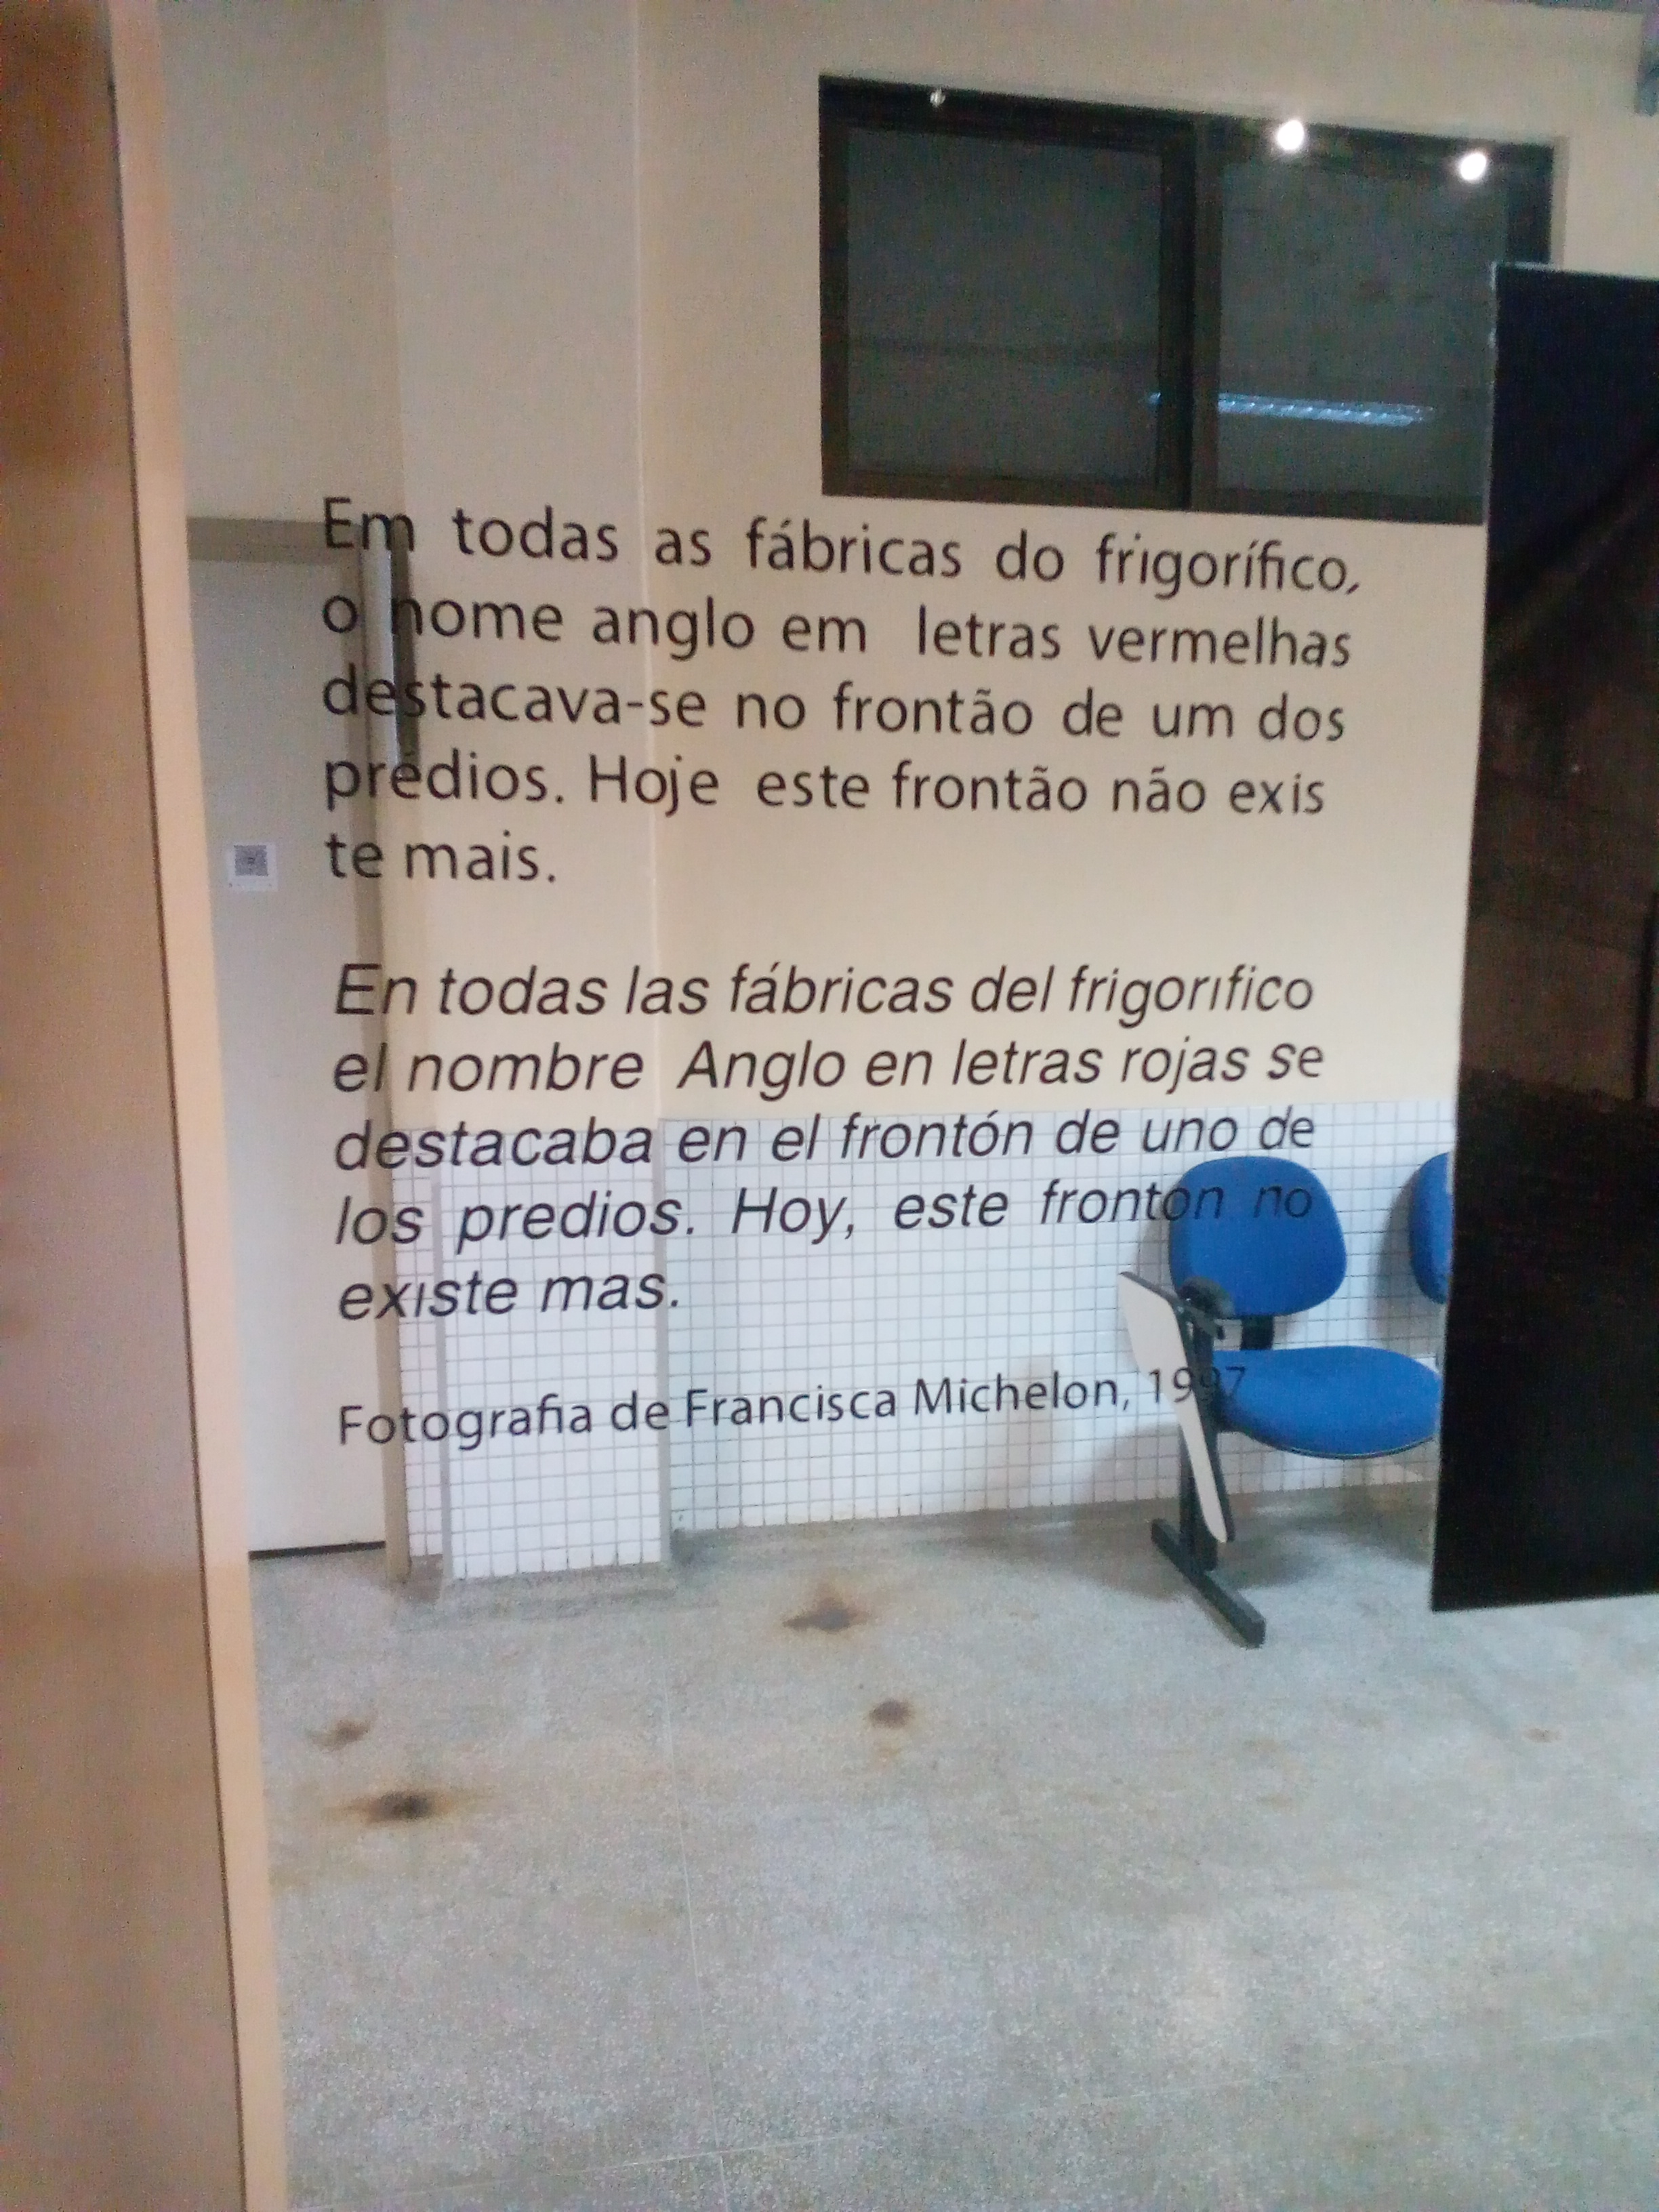 Em todas as fábricas do frigorífico,
o nome anglo em letras vermelhas
destacava-se no frontão de um dos
prédios. Hoje este frontão não exis
te mais.
En todas las fábricas del frigorıfico
el nombre Anglo en letras rojas se
destacaba en el frontón de uno de
los predios. Hoy, este fronton no
existe mas.
Fotografia de Francisca Michelon, 1997